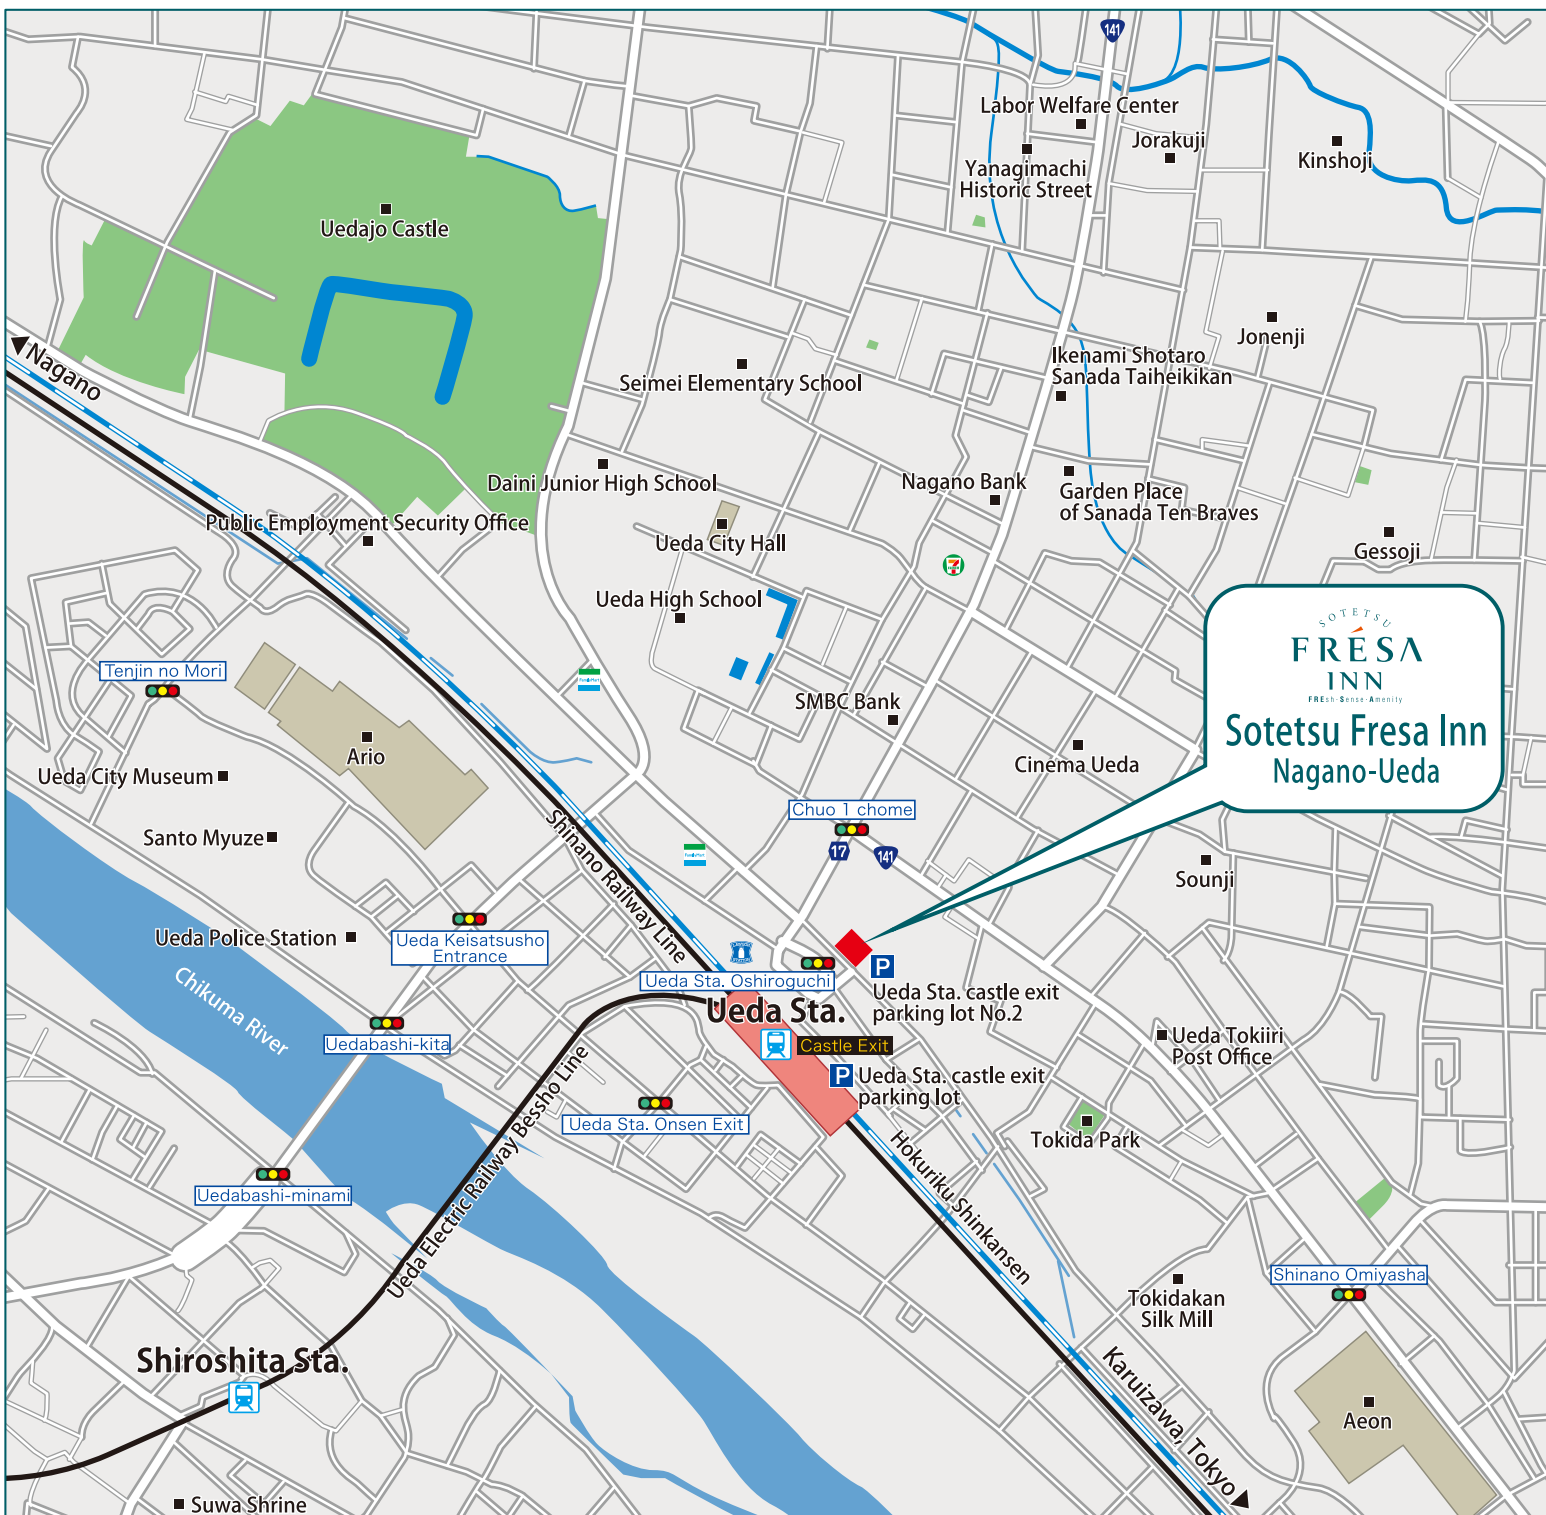 141
Labor Welfare Center
Jorakuji
Kinshoji
Yanagimachi
Historic Street
Uedajo Castle
Jonenji
Nagano
Ikenami Shotaro
Sanada Taiheikikan
Seimei Elementary School
Daini Junior High School
Nagano Bank
Garden Place
of Sanada Ten Braves
Public Employment Security Office
Ueda City Hall
Gessoji
7
Ueda High School
SOTETSU
FRESA
INN
FREsh-Sense-Amenity
Sotetsu Fresa Inn
Nagano-Ueda
Tenjin no Mori
FamilyMart
SMBC Bank
Ario
Cinema Ueda
Ueda City Museum
Chuo 1 chome
Santo Myuze
Shinano Railway Line
17
141
FamilyMart
Sounji
Ueda Police Station
Ueda Keisatsusho
Entrance
Chikuma River
Ueda Sta. Oshiroguchi
P
Ueda Sta. castle exit
parking lot No.2
Ueda Sta.
Castle Exit
Uedabashi-kita
Ueda Tokiiri
Post Office
P
Ueda Sta. castle exit
parking lot
Ueda Electric Railway Bessho Line
Ueda Sta. Onsen Exit
Tokida Park
Hokuriku Shinkansen
Uedabashi-minami
Shinano Omiyasha
Tokidakan
Silk Mill
Shiroshita Sta.
Karuizawa, Tokyo
Aeon
Suwa Shrine